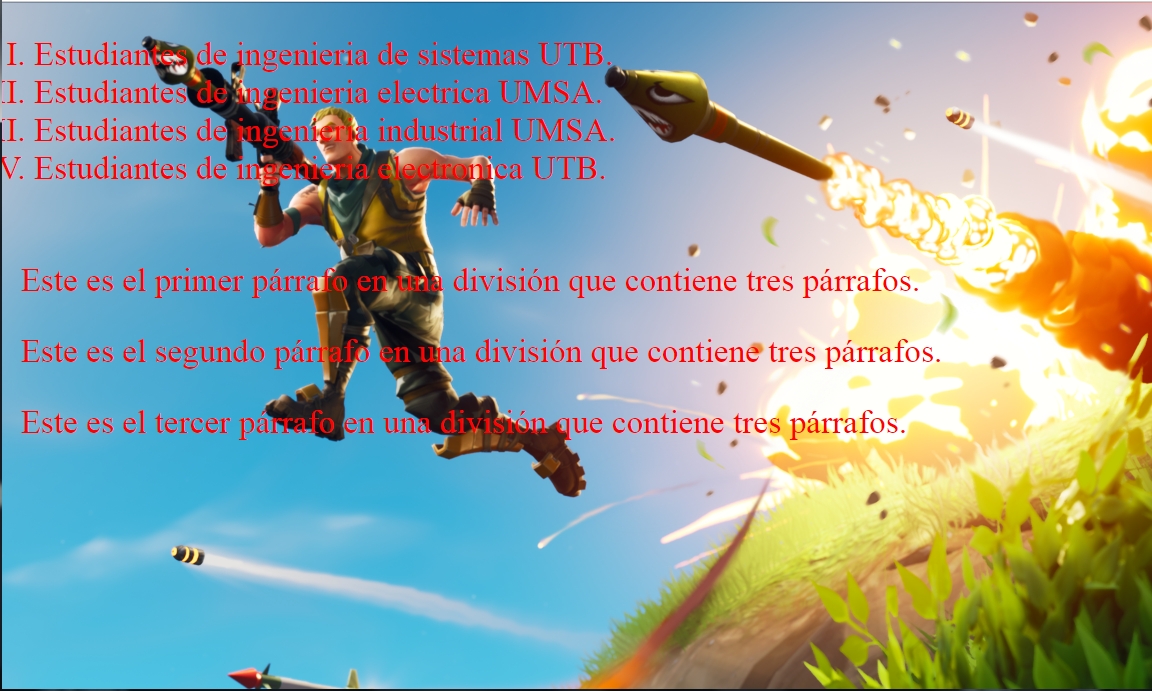 I. Estudiantes de ingenieria de sistemas UTB.
II. Estudiantes de ingenieria electrica UMSA.
II. Estudiantes de ingenieria industrial UMSA.
V. Estudiantes de ingenieria electronica UTB.
Este es el primer párrafo en una división que contiene tres párrafos.
Este es el segundo párrafo en una división que contiene tres párrafos.
Este es el tercer párrafo en una división que contiene tres párrafos.